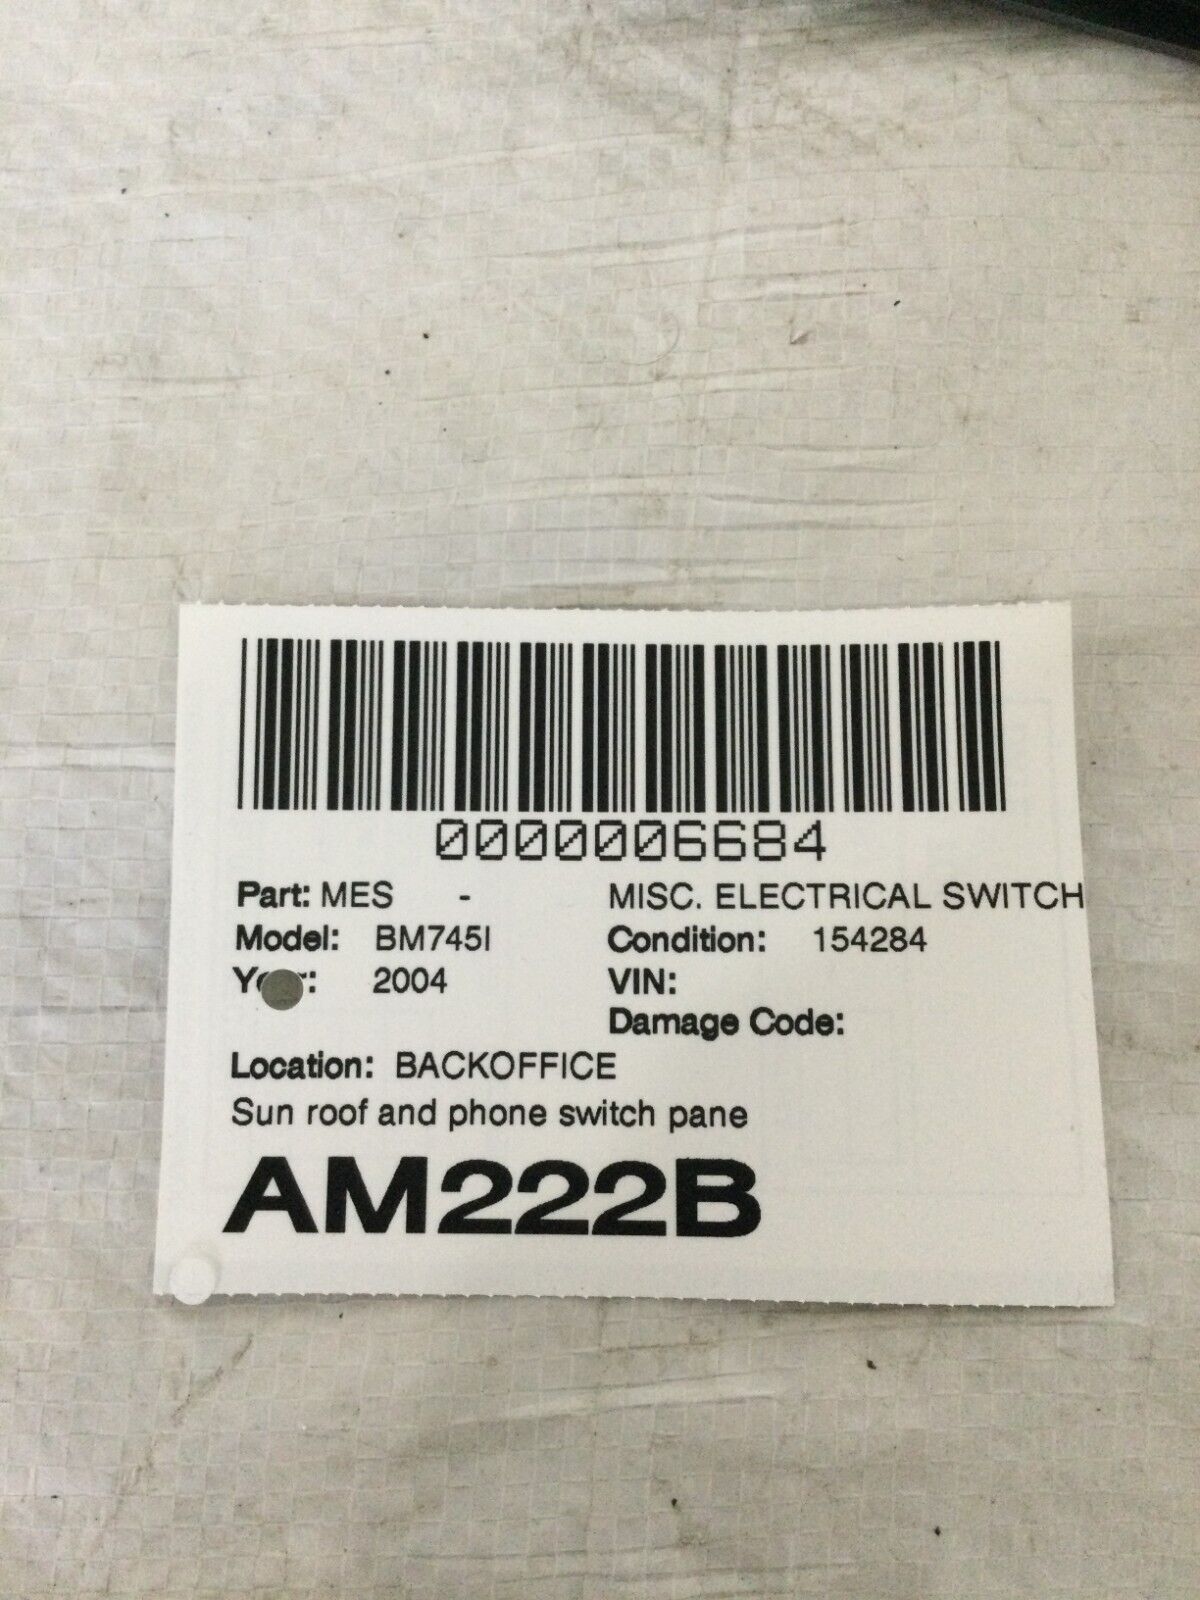 0000006684
Part: MES - MISC. ELECTRICAL SWITCH
Model: BM745I Condition: 154284
2004 VIN:
Damage Code:
Location: BACKOFFICE
Sun roof and phone switch pane
AM222B